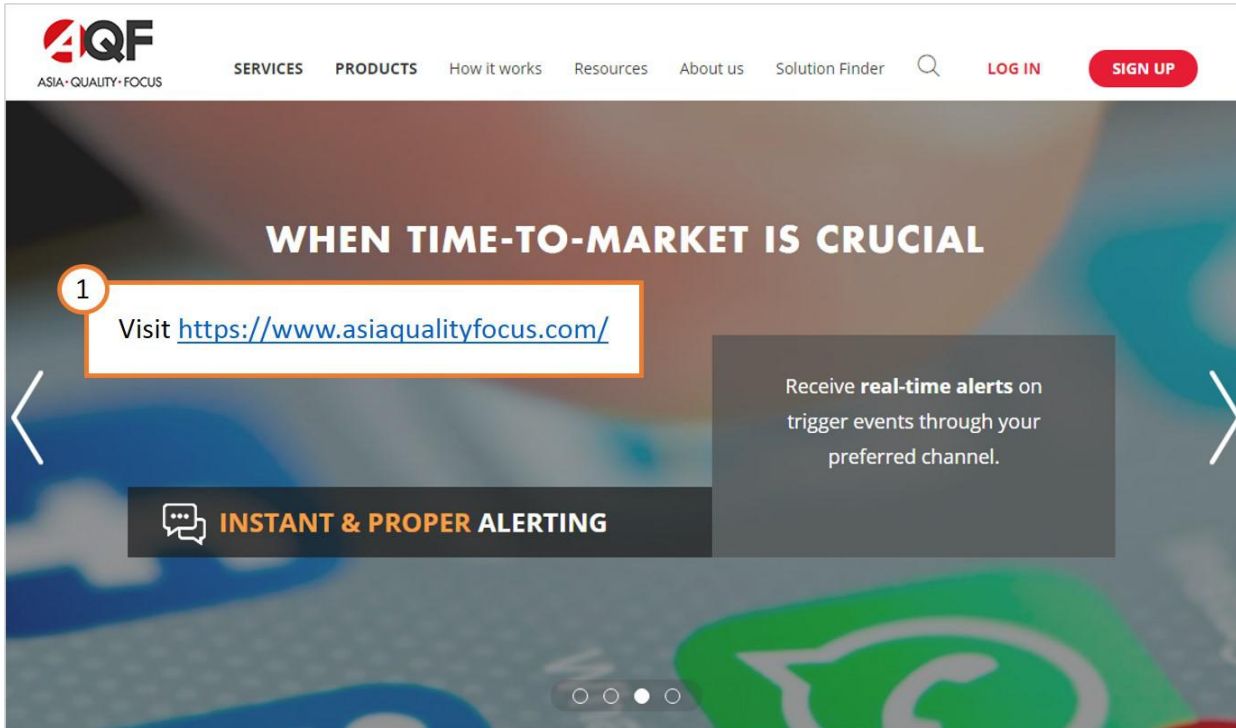 AQF
ASIA•QUALITY•FOCUS
SERVICES PRODUCTS How it works Resources About us Solution Finder LOG IN SIGN UP
WHEN TIME-TO-MARKET IS CRUCIAL
1
Visit https://www.asiaqualityfocus.com/
Receive real-time alerts on
trigger events through your
preferred channel.
INSTANT & PROPER ALERTING